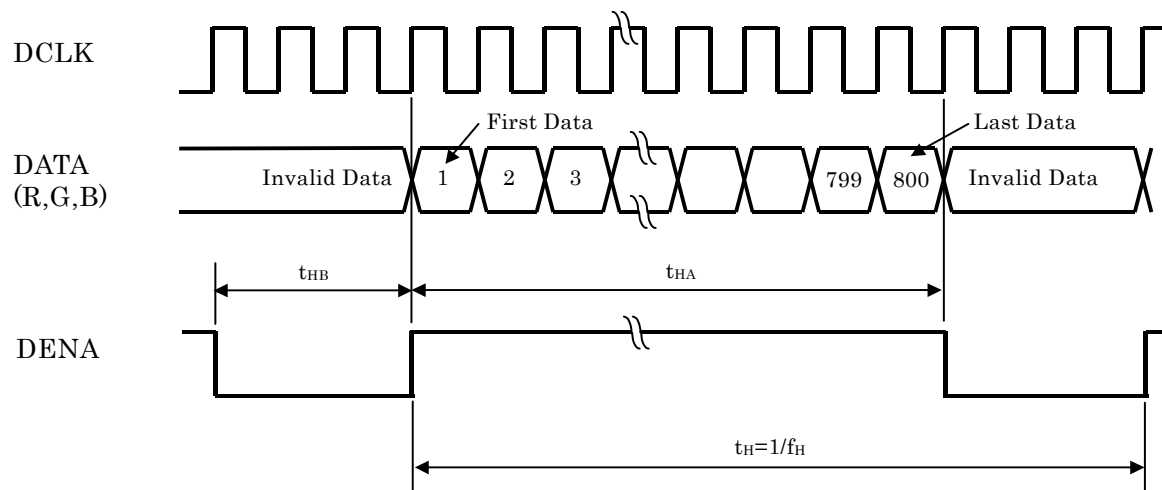 DCLK
First Data
Last Data
DATA
(R,G,B)
Invalid Data
1
2
3
799
800
Invalid Data
tHB
tHA
DENA
tH=1/fH